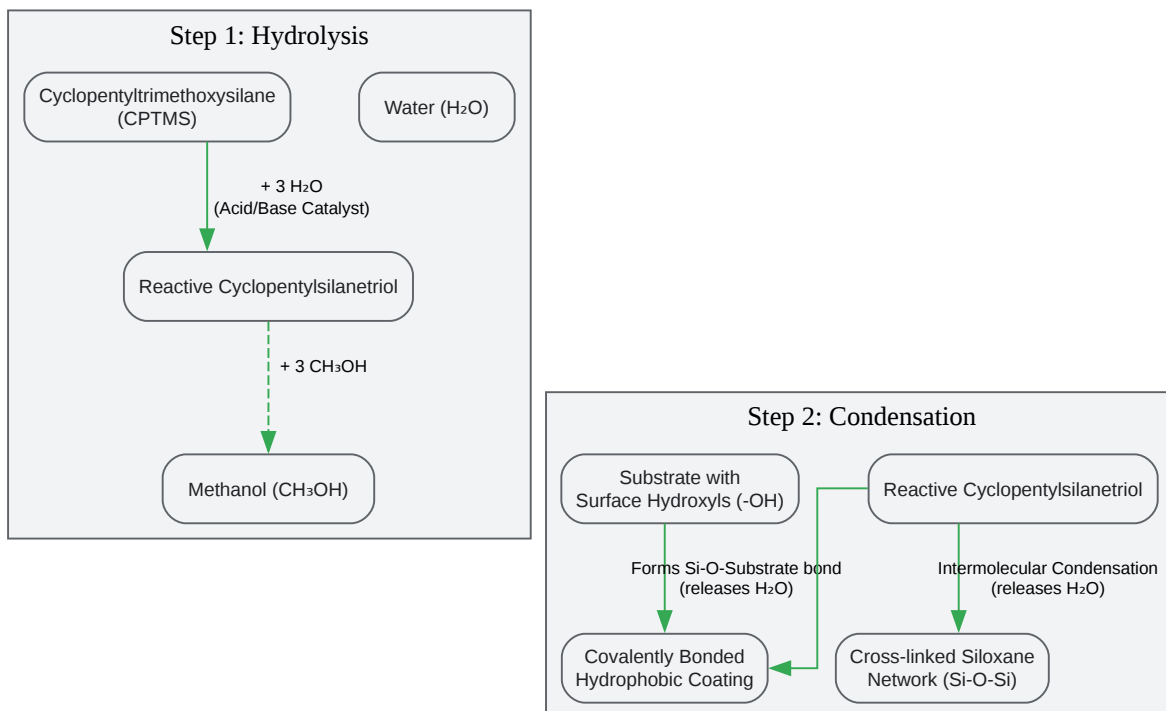 Step 1: Hydrolysis
Cyclopentyltrimethoxysilane
(CPTMS)
Water (H₂O)
+ 3 H₂O
(Acid/Base Catalyst)
Reactive Cyclopentylsilanetriol
+ 3 CH₃OH
Methanol (CH₃OH)
Step 2: Condensation
Substrate with
Surface Hydroxyls (-OH)
Reactive Cyclopentylsilanetriol
Forms Si-O-Substrate bond
(releases H₂O)
Intermolecular Condensation
(releases H₂O)
Covalently Bonded
Hydrophobic Coating
Cross-linked Siloxane
Network (Si-O-Si)